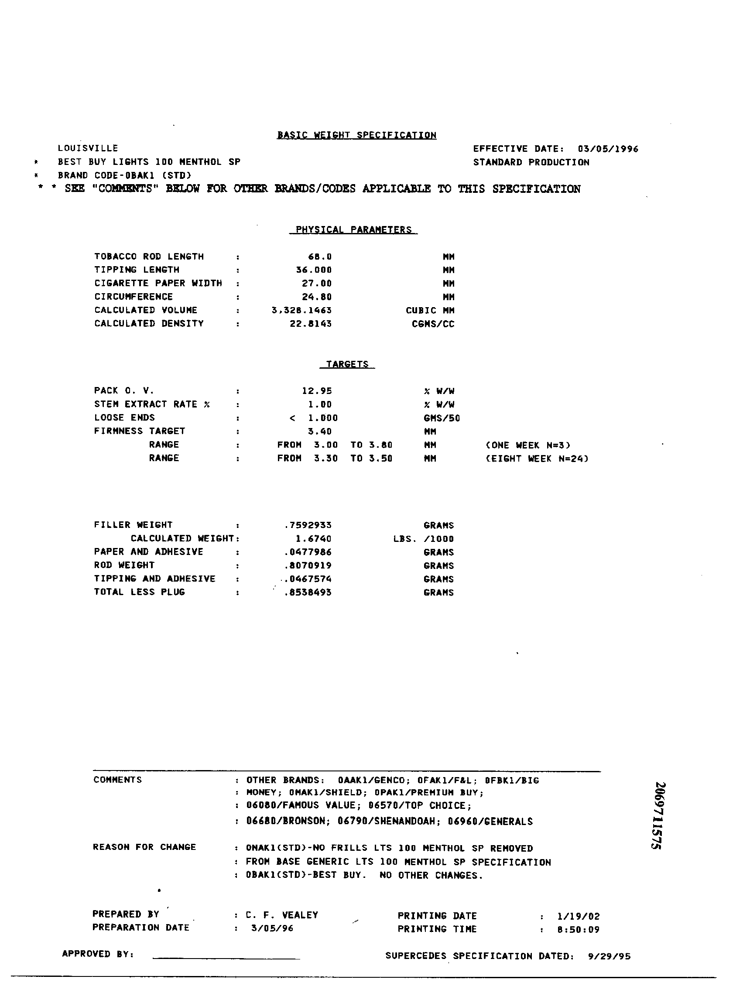 BASIC WEIGHT SPECIFICATION
LOUISVILLE EFFECTIVE DATE: 03/05/1996
* BEST BUY LIGHTS 100 MENTHOL SP STANDARD PRODUCTION
* BRAND CODE-0BAK1 (STD)
* * SEE "COMMENTS" BELOW FOR OTHER BRANDS/CODES APPLICABLE TO THIS SPECIFICATION
PHYSICAL PARAMETERS
TOBACCO ROD LENGTH : 68.0 MM
TIPPING LENGTH : 36.000 MM
CIGARETTE PAPER WIDTH : 27.00 MM
CIRCUMFERENCE : 24.80 MM
CALCULATED VOLUME : 3,328.1463 CUBIC MM
CALCULATED DENSITY : 22.8143 CGMS/CC
TARGETS
PACK O. V. : 12.95 % W/W
STEM EXTRACT RATE % : 1.00 % W/W
LOOSE ENDS : < 1.000 GMS/50
FIRMNESS TARGET : 3.40 MM
RANGE : FROM 3.00 TO 3.80 MM (ONE WEEK N=3)
RANGE : FROM 3.30 TO 3.50 MM (EIGHT WEEK N=24)
FILLER WEIGHT : .7592933 GRAMS
CALCULATED WEIGHT: 1.6740 LBS. /1000
PAPER AND ADHESIVE : .0477986 GRAMS
ROD WEIGHT : .8070919 GRAMS
TIPPING AND ADHESIVE : .0467574 GRAMS
TOTAL LESS PLUG : .8538493 GRAMS
COMMENTS : OTHER BRANDS: 0AAK1/GENCO; 0FAK1/F&L; 0FBK1/BIG
: MONEY; 0MAK1/SHIELD; 0PAK1/PREMIUM BUY;
: 06080/FAMOUS VALUE; 06570/TOP CHOICE;
: 06680/BRONSON; 06790/SHENANDOAH; 06960/GENERALS
REASON FOR CHANGE : 0NAK1(STD)-NO FRILLS LTS 100 MENTHOL SP REMOVED
: FROM BASE GENERIC LTS 100 MENTHOL SP SPECIFICATION
: 0BAK1(STD)-BEST BUY. NO OTHER CHANGES.
PREPARED BY : C. F. VEALEY PRINTING DATE : 1/19/02
PREPARATION DATE : 3/05/96 PRINTING TIME : 8:50:09
APPROVED BY: SUPERCEDES SPECIFICATION DATED: 9/29/95
2069711575